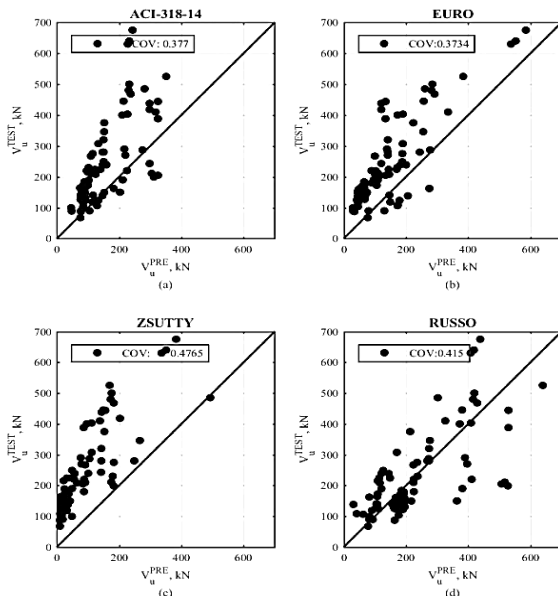 ACI-318-14
EURO
700
600
500
400
300
200
100
0
COV: 0.377
V_u^TEST, kN
0 200 400 600
V_u^PRE, kN
(a)
700
600
500
400
300
200
100
0
COV:0.3734
V_u^TEST, kN
0 200 400 600
V_u^PRE, kN
(b)
ZSUTTY
RUSSO
700
600
500
400
300
200
100
0
COV: 0.4765
V_u^TEST, kN
0 200 400 600
V_u^PRE, kN
(c)
700
600
500
400
300
200
100
0
COV:0.415
V_u^TEST, kN
0 200 400 600
V_u^PRE, kN
(d)